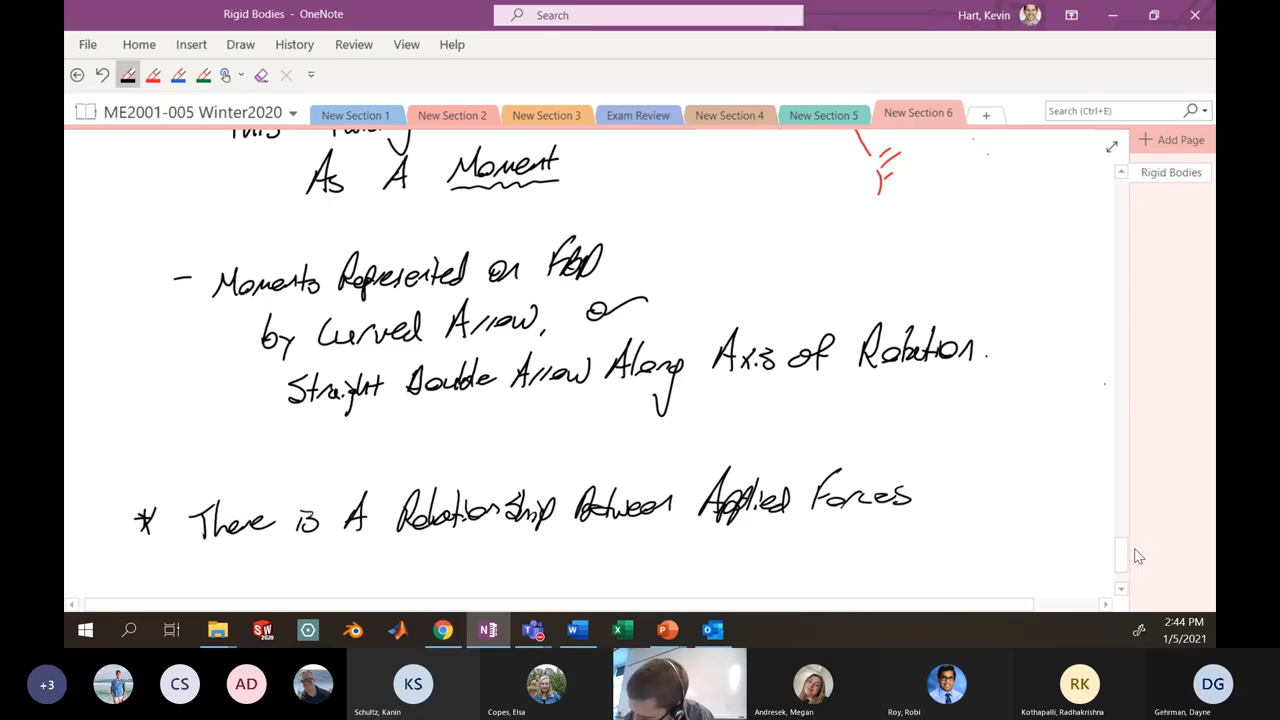 Rigid Bodies - OneNote
Search
Hart, Kevin
File Home Insert Draw History Review View Help
ME2001-005 Winter2020
New Section 1
New Section 2
New Section 3
Exam Review
New Section 4
New Section 5
New Section 6
+
Search (Ctrl+E)
Add Page
Rigid Bodies
This
As A Moment
- Moments Represented on FBD
by Curved Arrow, or
Straight Double Arrow Along Axis of Rotation.
* There is A Relationship Between Applied Forces
SW
2020
2:44 PM
1/5/2021
+3
CS
AD
KS
RK
DG
Schultz, Kanin
Copes, Elsa
Andresek, Megan
Roy, Robi
Kothapalli, Radhakrishna
Gehrman, Dayne